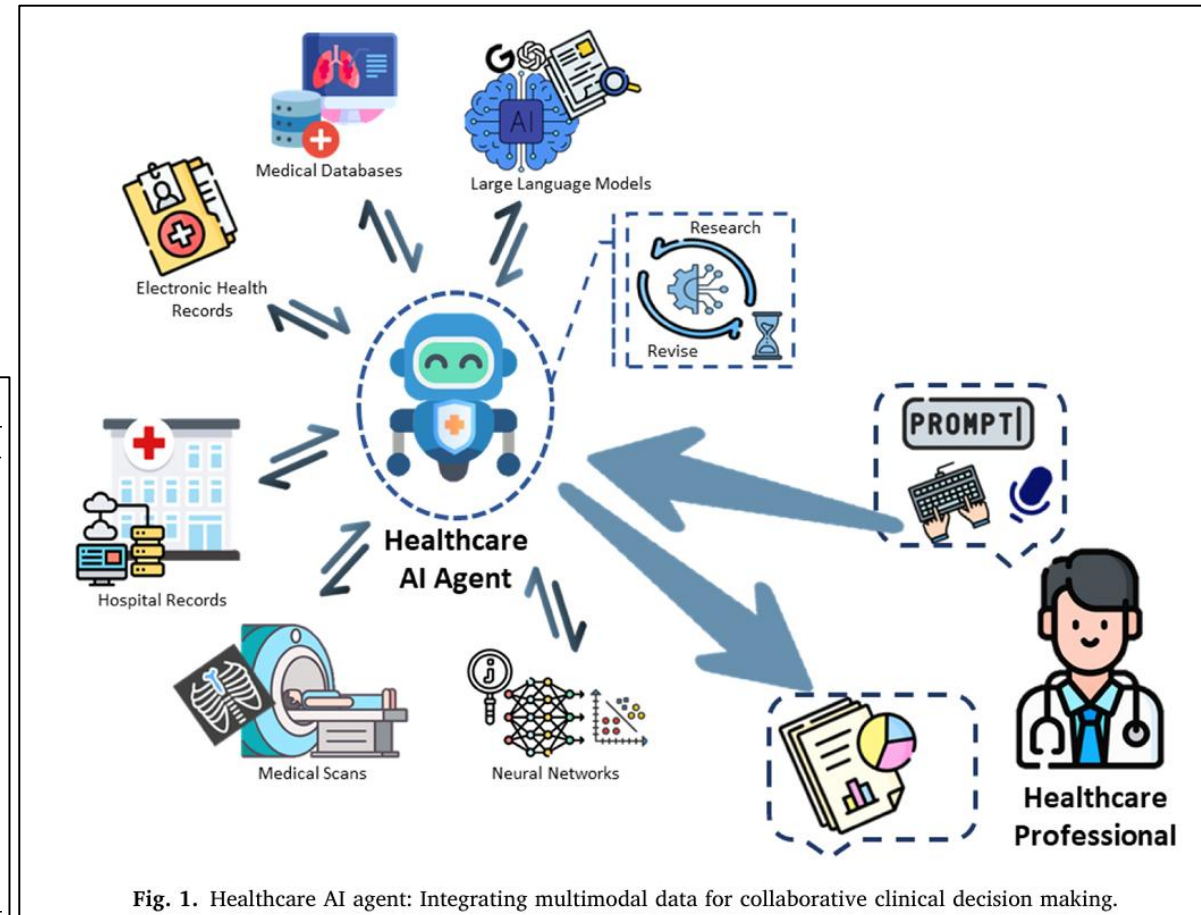 Medical Databases
AI
Large Language Models
Electronic Health
Records
Research
Revise
PROMPT
Hospital Records
Healthcare
AI Agent
Medical Scans
i
Neural Networks
Healthcare
Professional
Fig. 1. Healthcare AI agent: Integrating multimodal data for collaborative clinical decision making.